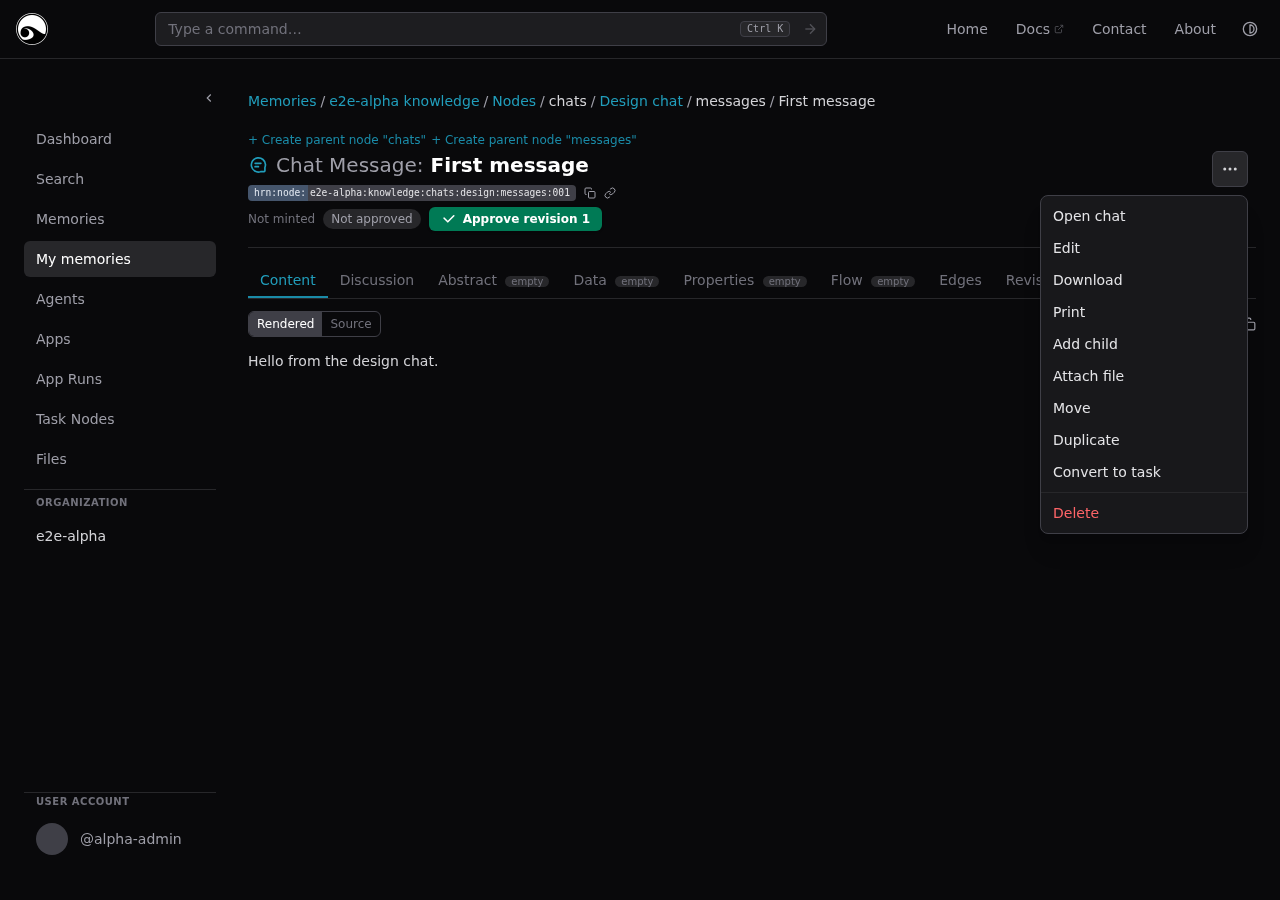 Type a command... Ctrl K
Home Docs Contact About
Memories / e2e-alpha knowledge / Nodes / chats / Design chat / messages / First message
+ Create parent node "chats" + Create parent node "messages"
Chat Message: First message
hrn:node: e2e-alpha:knowledge:chats:design:messages:001
Not minted Not approved Approve revision 1
Content Discussion Abstract empty Data empty Properties empty Flow empty Edges Revis
Rendered Source
Hello from the design chat.
Open chat
Edit
Download
Print
Add child
Attach file
Move
Duplicate
Convert to task
Delete
Dashboard
Search
Memories
My memories
Agents
Apps
App Runs
Task Nodes
Files
ORGANIZATION
e2e-alpha
USER ACCOUNT
@alpha-admin